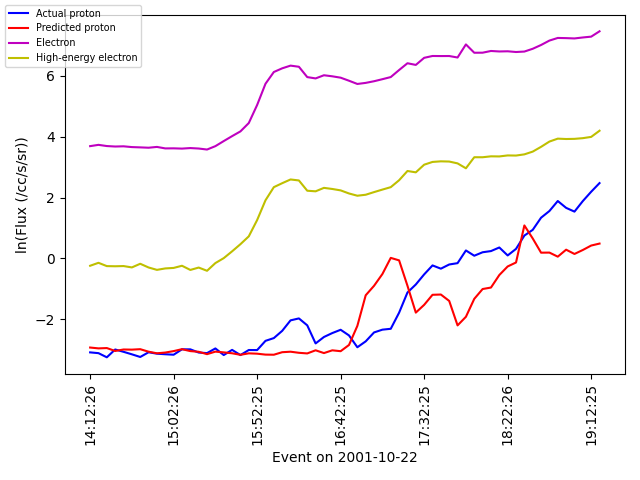 Actual proton
Predicted proton
Electron
High-energy electron
ln(Flux (/cc/s/sr))
6
4
2
0
−2
14:12:26
15:02:26
15:52:25
16:42:25
17:32:25
18:22:26
19:12:25
Event on 2001-10-22